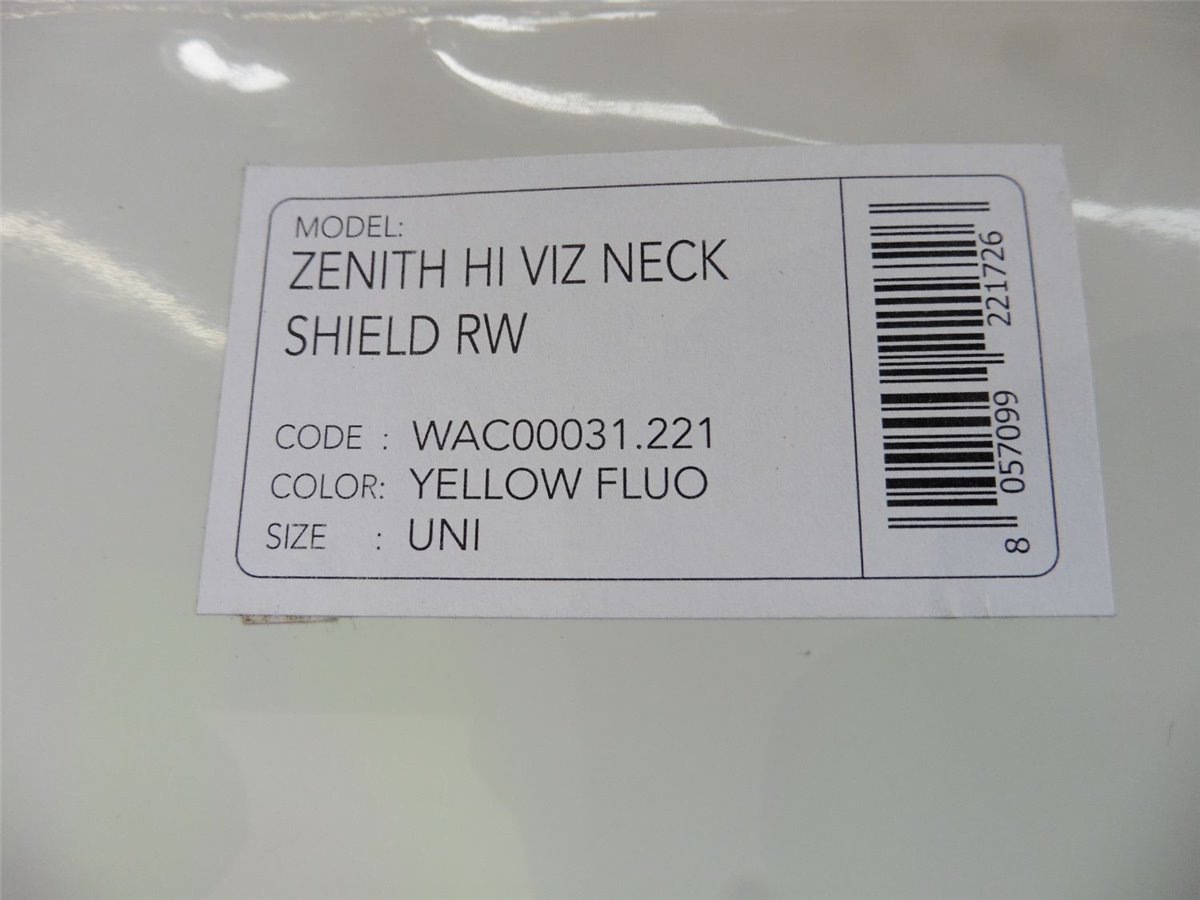 MODEL:
ZENITH HI VIZ NECK
SHIELD RW
CODE : WAC00031.221
COLOR: YELLOW FLUO
SIZE : UNI
8 057099 221726